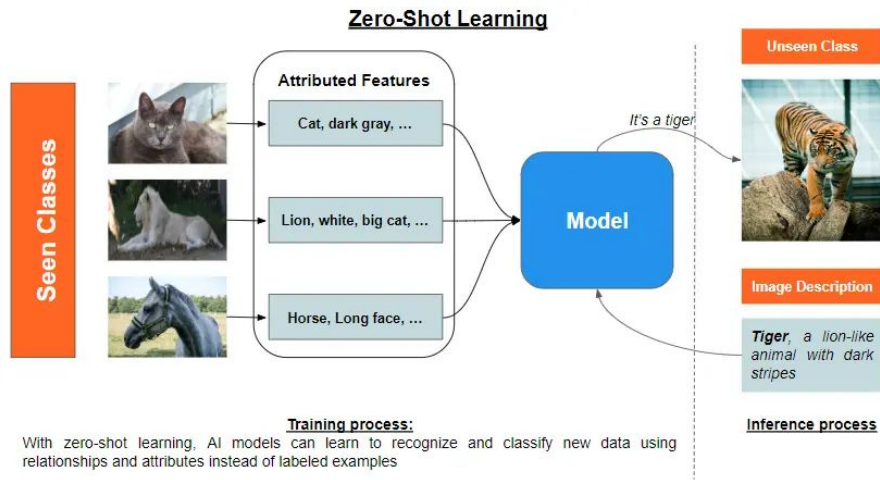 Zero-Shot Learning
Seen Classes
Attributed Features
Cat, dark gray, ...
Lion, white, big cat, ...
Horse, Long face, ...
Model
It's a tiger
Unseen Class
Image Description
Tiger, a lion-like
animal with dark
stripes
Training process:
With zero-shot learning, AI models can learn to recognize and classify new data using
relationships and attributes instead of labeled examples
Inference process